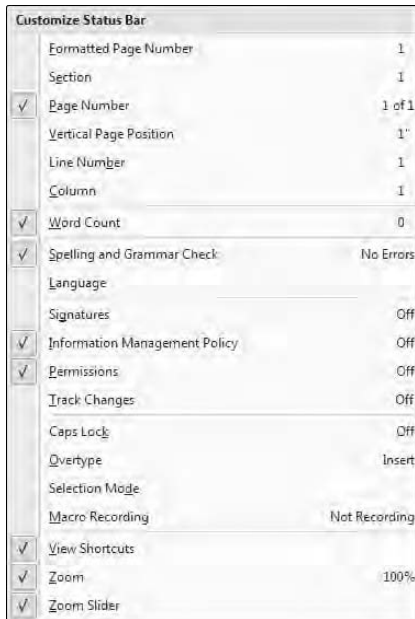 Customize Status Bar
Formatted Page Number 1
Section 1
Page Number 1 of 1
Vertical Page Position 1"
Line Number 1
Column 1
Word Count 0
Spelling and Grammar Check No Errors
Language
Signatures Off
Information Management Policy Off
Permissions Off
Track Changes Off
Caps Lock Off
Overtype Insert
Selection Mode
Macro Recording Not Recording
View Shortcuts
Zoom 100%
Zoom Slider